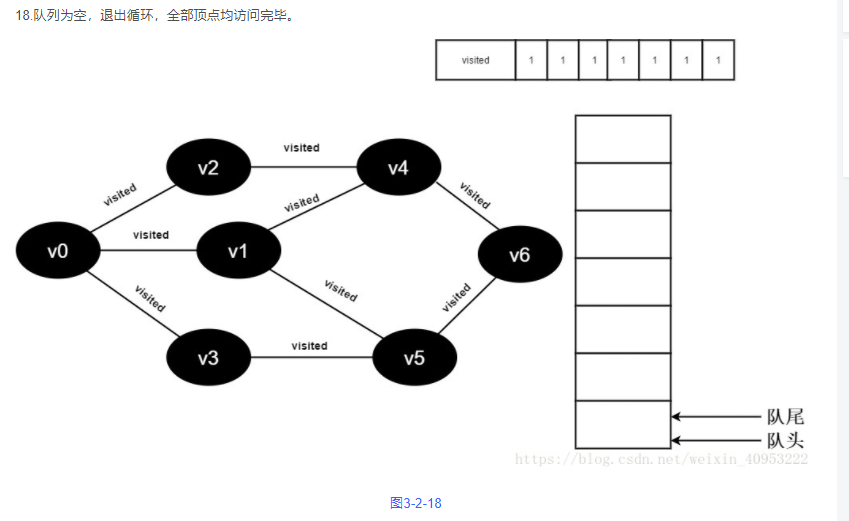 18.队列为空，退出循环，全部顶点均访问完毕。
visited 1 1 1 1 1 1 1
v2 visited v4
visited visited visited
v0 visited v1 v6
visited visited visited
v3 visited v5
队尾
队头
https://blog.csdn.net/weixin_40953222
图3-2-18